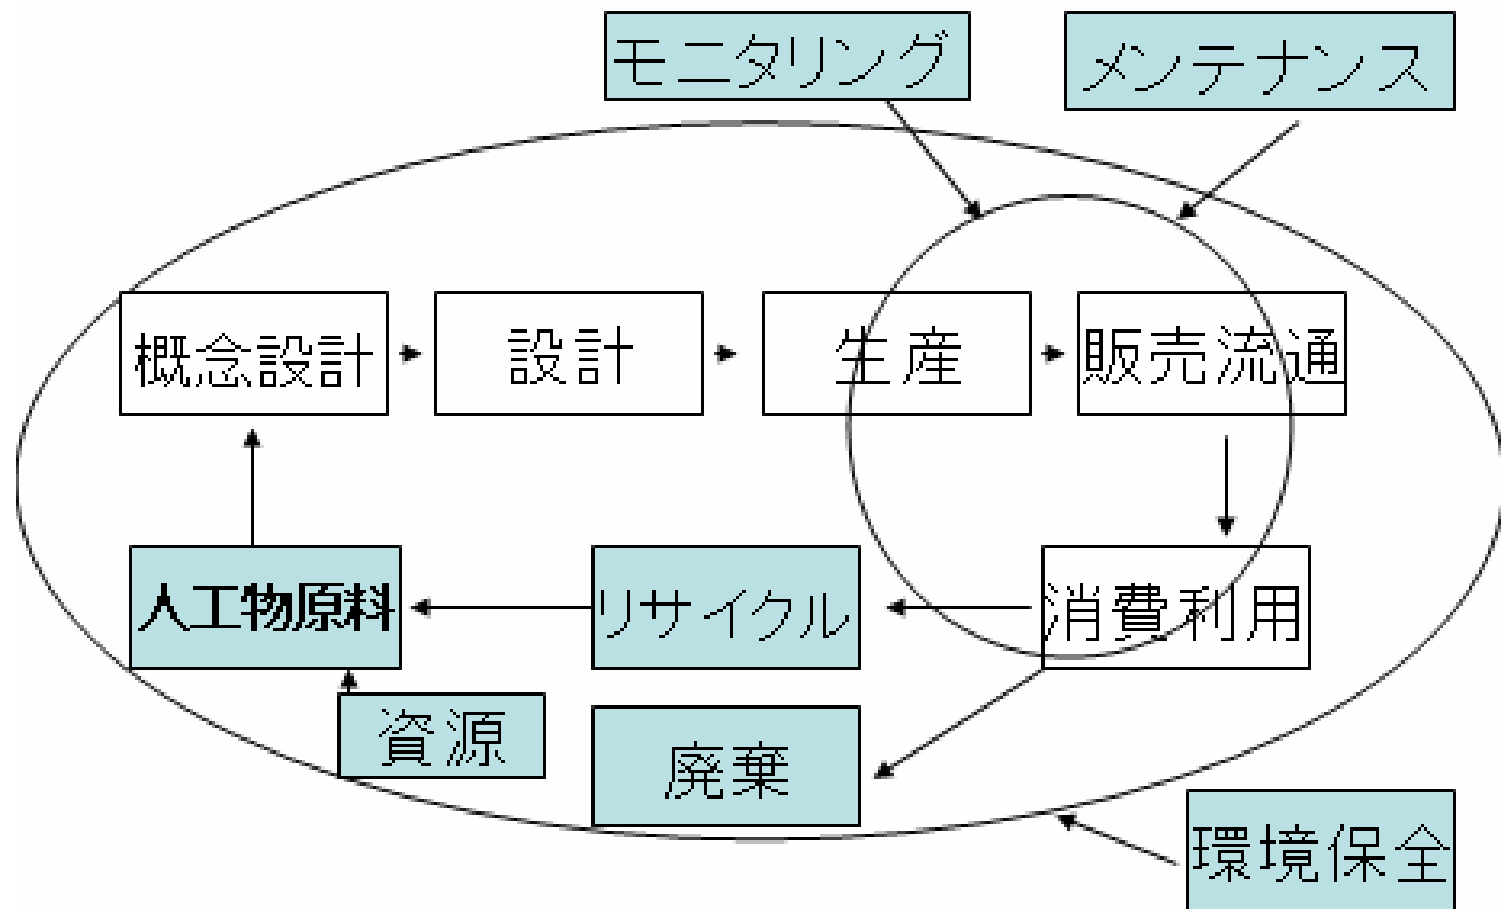 モニタリング
メンテナンス
概念設計
設計
生産
販売流通
人工物原料
リサイクル
消費利用
資源
廃棄
環境保全